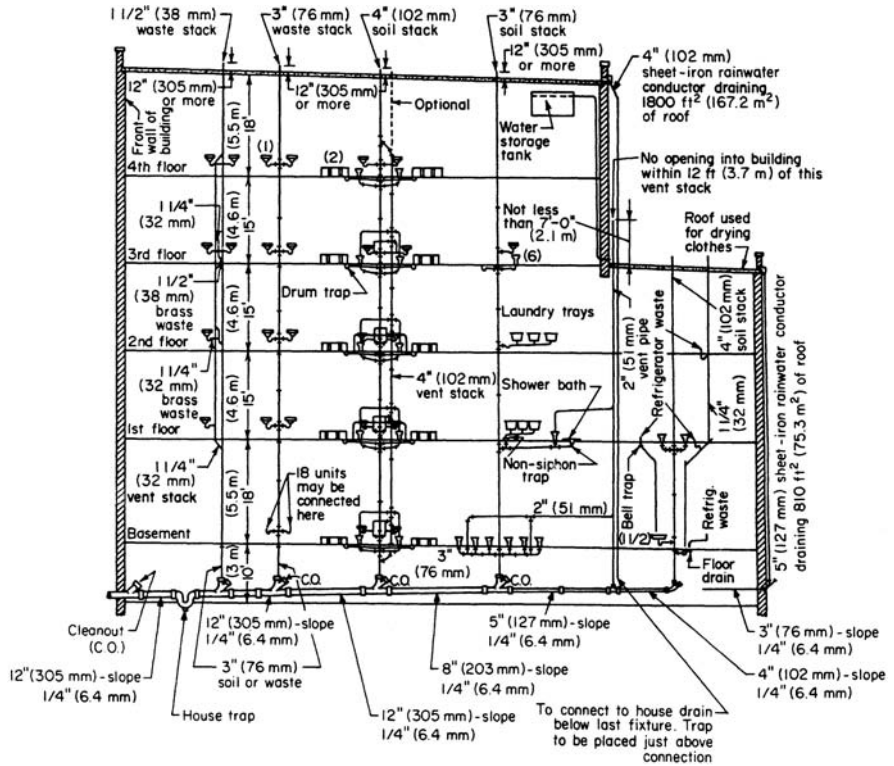 1 1/2" (38 mm)
waste stack
3" (76 mm)
waste stack
4" (102 mm)
soil stack
3" (76 mm)
soil stack
12" (305 mm)
or more
4" (102 mm)
sheet-iron rainwater
conductor draining
1800 ft² (167.2 m²)
of roof
12" (305 mm)
or more
12" (305 mm)
or more
Optional
Water
storage
tank
Front
wall of
building
(5.5 m)
18'
(1)
(2)
No opening into building
within 12 ft (3.7 m) of this
vent stack
4th floor
1 1/4"
(32 mm)
(4.6 m)
15'
Not less
than 7'-0"
(2.1 m)
Roof used
for drying
clothes
3rd floor
(6)
Drum trap
1 1/2"
(38 mm)
brass
waste
(4.6 m)
15'
Laundry trays
2nd floor
2" (51 mm)
vent pipe
Refrigerator waste
4" (102 mm)
soil stack
1 1/4"
(32 mm)
brass
waste
(4.6 m)
15'
4" (102 mm)
vent stack
Shower bath
1 1/4"
(32 mm)
1st floor
Non-siphon
trap
1 1/4"
(32 mm)
vent stack
(5.5 m)
18'
18 units
may be
connected
here
2" (51 mm)
Bell trap
(1 1/2)
Refrig.
waste
5" (127 mm) sheet-iron rainwater conductor
draining 810 ft² (75.3 m²) of roof
Basement
(3 m)
10'
3"
(76 mm)
Floor
drain
C.O.
C.O.
C.O.
Cleanout
(C.O.)
12" (305 mm)-slope
1/4" (6.4 mm)
5" (127 mm)-slope
1/4" (6.4 mm)
3" (76 mm)-slope
1/4" (6.4 mm)
12" (305 mm)-slope
1/4" (6.4 mm)
3" (76 mm)
soil or waste
8" (203 mm)-slope
1/4" (6.4 mm)
4" (102 mm)-slope
1/4" (6.4 mm)
House trap
12" (305 mm)-slope
1/4" (6.4 mm)
To connect to house drain
below last fixture. Trap
to be placed just above
connection